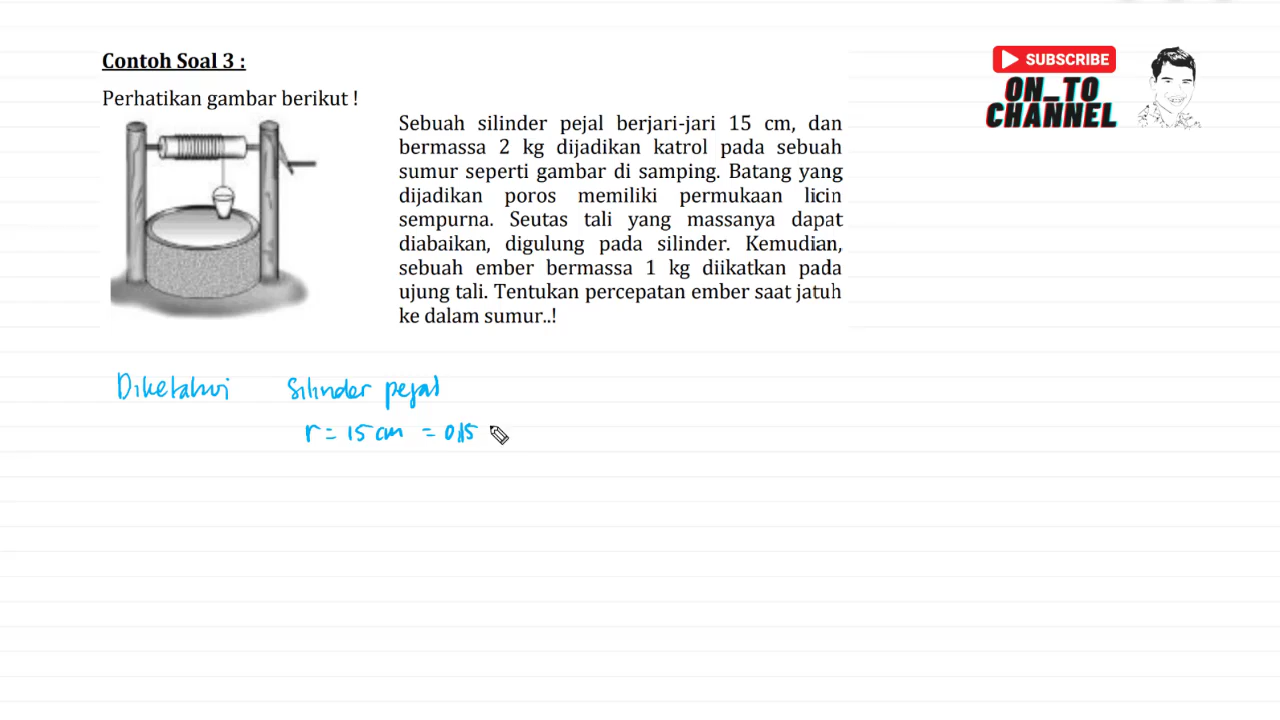 Contoh Soal 3 :
Perhatikan gambar berikut !
Sebuah silinder pejal berjari-jari 15 cm, dan
bermassa 2 kg dijadikan katrol pada sebuah
sumur seperti gambar di samping. Batang yang
dijadikan poros memiliki permukaan licin
sempurna. Seutas tali yang massanya dapat
diabaikan, digulung pada silinder. Kemudian,
sebuah ember bermassa 1 kg diikatkan pada
ujung tali. Tentukan percepatan ember saat jatuh
ke dalam sumur..!
SUBSCRIBE
ON_TO
CHANNEL
Diketahui Silinder pejal
r = 15 cm = 0,15